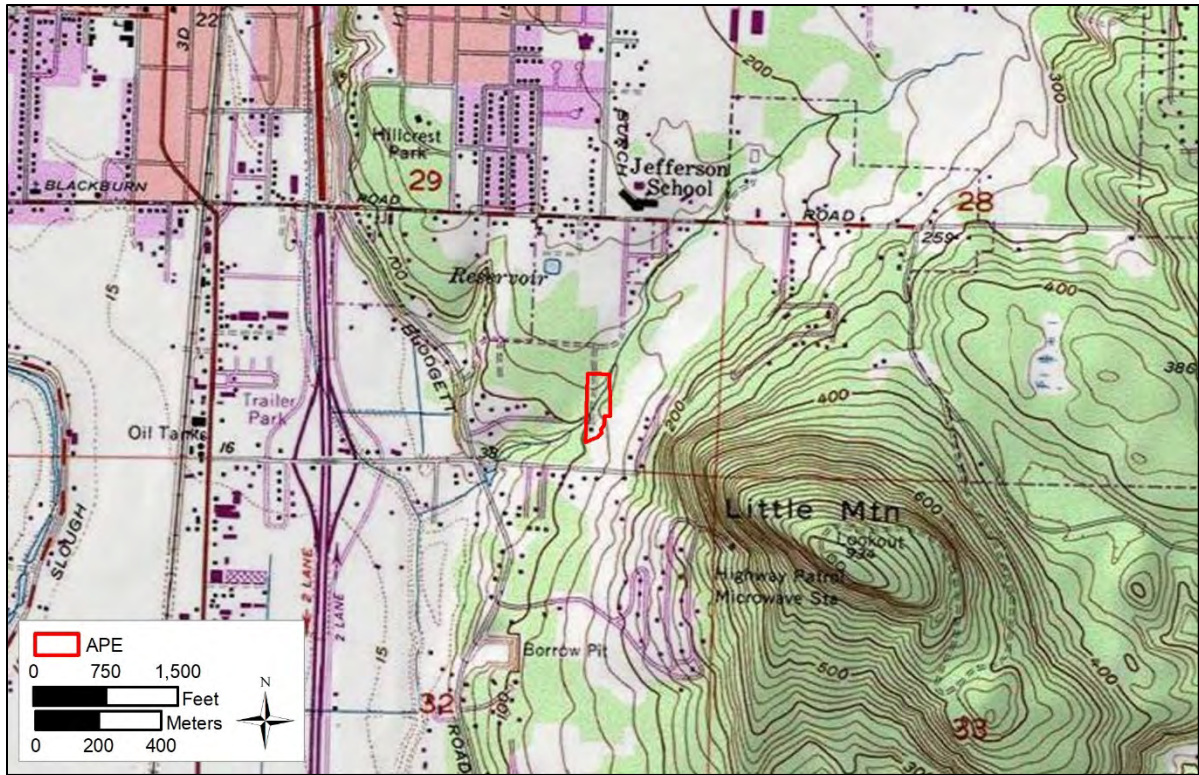 22
3D
200
300
Hillcrest
Park
29
BURCH
Jefferson
School
BLACKBURN
ROAD
ROAD
28
259
100
Reservoir
15
400
BLODGETT
386
Trailer
Park
200
400
Oil Tanks
16
38
600
Little Mtn
Lookout
934
SLOUGH
2 LANE
2 LANE
Highway Patrol
Microwave Sta
15
Borrow Pit
500
400
32
100
ROAD
33
300
APE
0 750 1,500
Feet
Meters
0 200 400
N